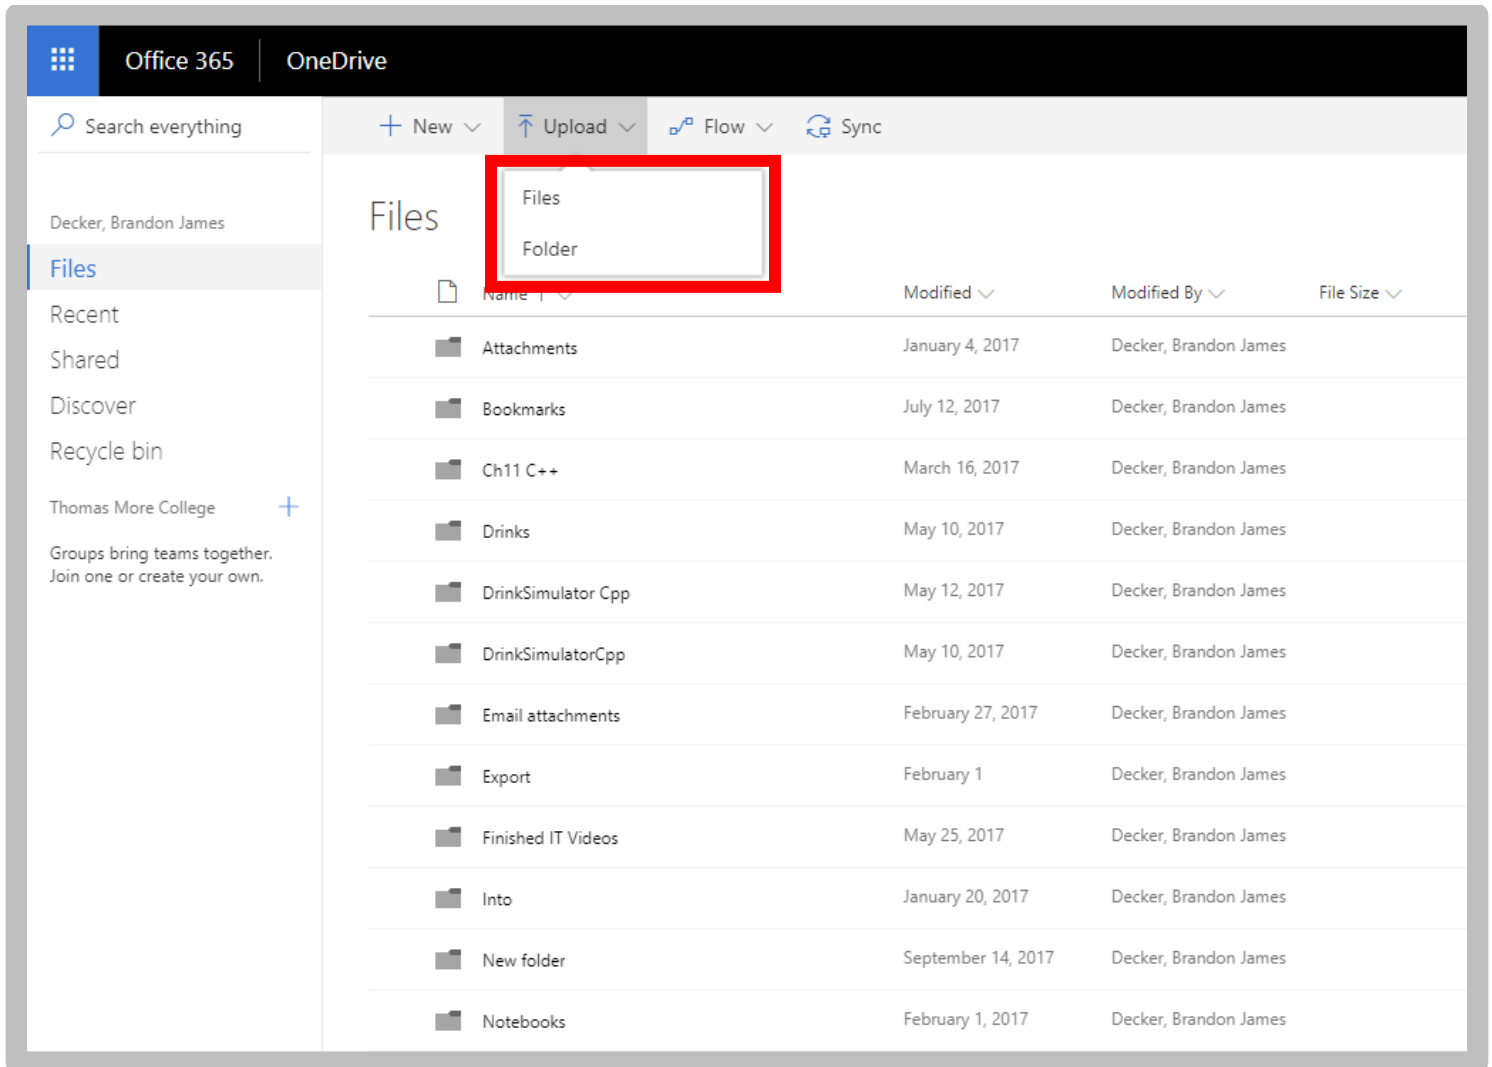 Office 365
OneDrive
Search everything
New
Upload
Flow
Sync
Files
Folder
Decker, Brandon James
Files
Recent
Shared
Discover
Recycle bin
Thomas More College
Groups bring teams together.
Join one or create your own.
Files
Name Modified Modified By File Size
Attachments January 4, 2017 Decker, Brandon James
Bookmarks July 12, 2017 Decker, Brandon James
Ch11 C++ March 16, 2017 Decker, Brandon James
Drinks May 10, 2017 Decker, Brandon James
DrinkSimulator Cpp May 12, 2017 Decker, Brandon James
DrinkSimulatorCpp May 10, 2017 Decker, Brandon James
Email attachments February 27, 2017 Decker, Brandon James
Export February 1 Decker, Brandon James
Finished IT Videos May 25, 2017 Decker, Brandon James
Into January 20, 2017 Decker, Brandon James
New folder September 14, 2017 Decker, Brandon James
Notebooks February 1, 2017 Decker, Brandon James